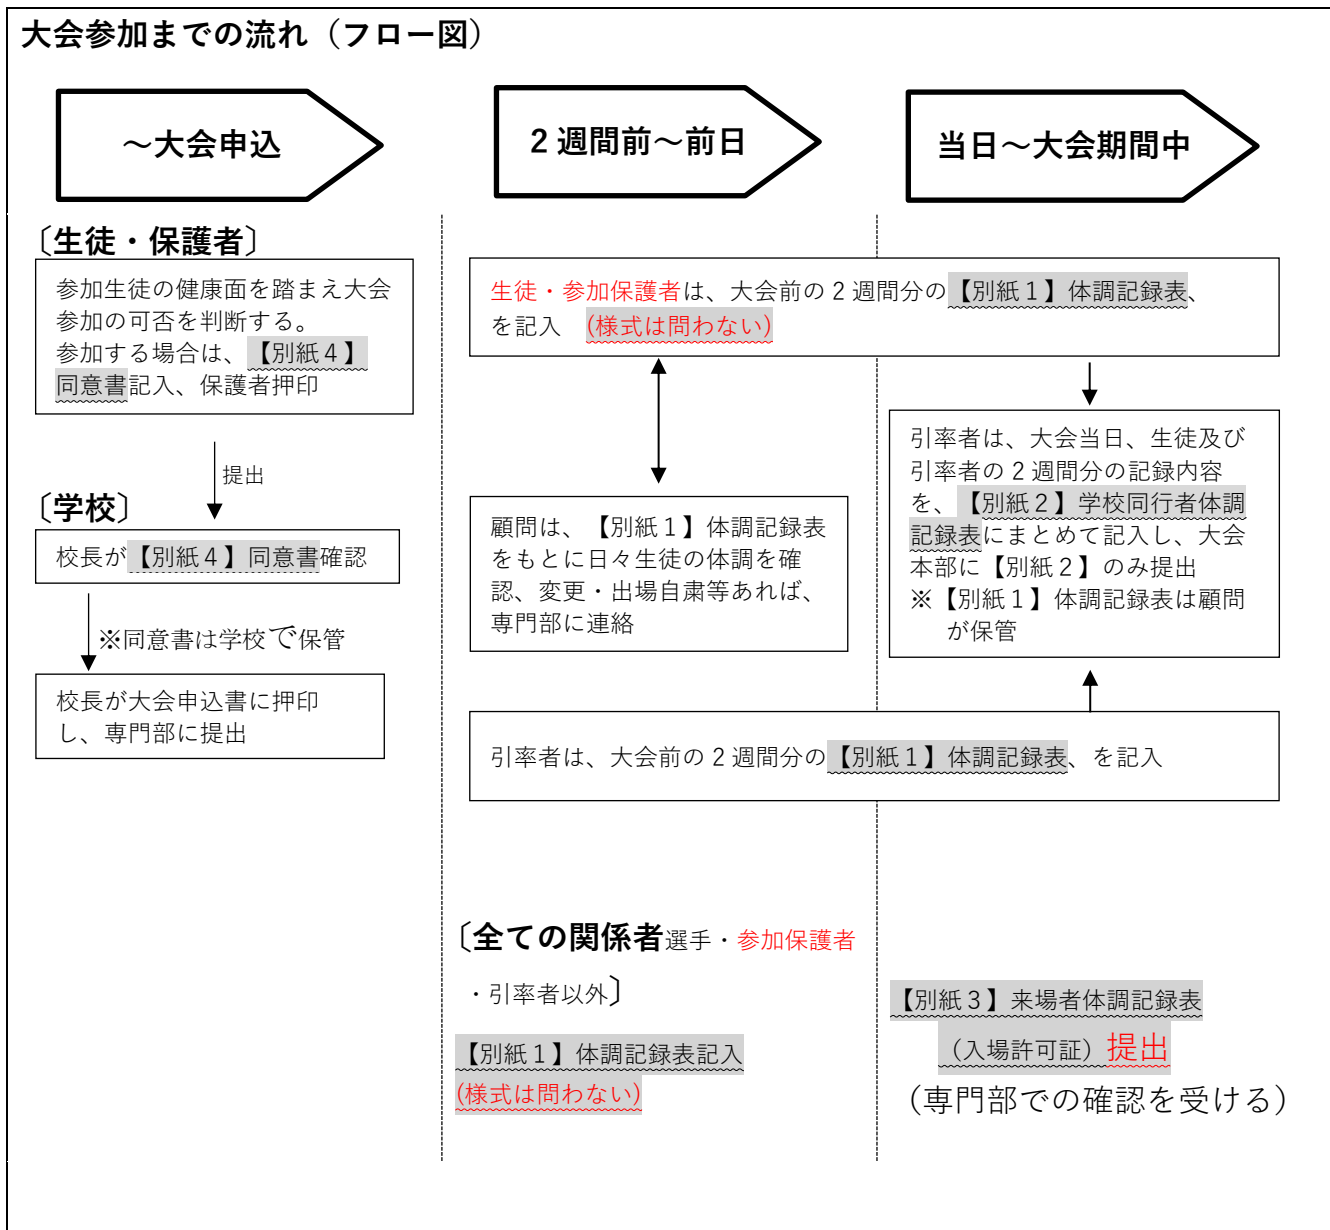 大会参加までの流れ（フロー図）
～大会申込
２週間前～前日
当日～大会期間中
〔生徒・保護者〕
参加生徒の健康面を踏まえ大会
参加の可否を判断する。
参加する場合は、【別紙４】
同意書記入、保護者押印
提出
〔学校〕
校長が【別紙４】同意書確認
※同意書は学校で保管
校長が大会申込書に押印
し、専門部に提出
生徒・参加保護者は、大会前の２週間分の【別紙１】体調記録表、
を記入　(様式は問わない)
顧問は、【別紙１】体調記録表
をもとに日々生徒の体調を確
認、変更・出場自粛等あれば、
専門部に連絡
引率者は、大会当日、生徒及び
引率者の２週間分の記録内容
を、【別紙２】学校同行者体調
記録表にまとめて記入し、大会
本部に【別紙２】のみ提出
※【別紙１】体調記録表は顧問
が保管
引率者は、大会前の２週間分の【別紙１】体調記録表、を記入
〔全ての関係者選手・参加保護者
・引率者以外〕
【別紙１】体調記録表記入
(様式は問わない)
【別紙３】来場者体調記録表
（入場許可証）提出
（専門部での確認を受ける）